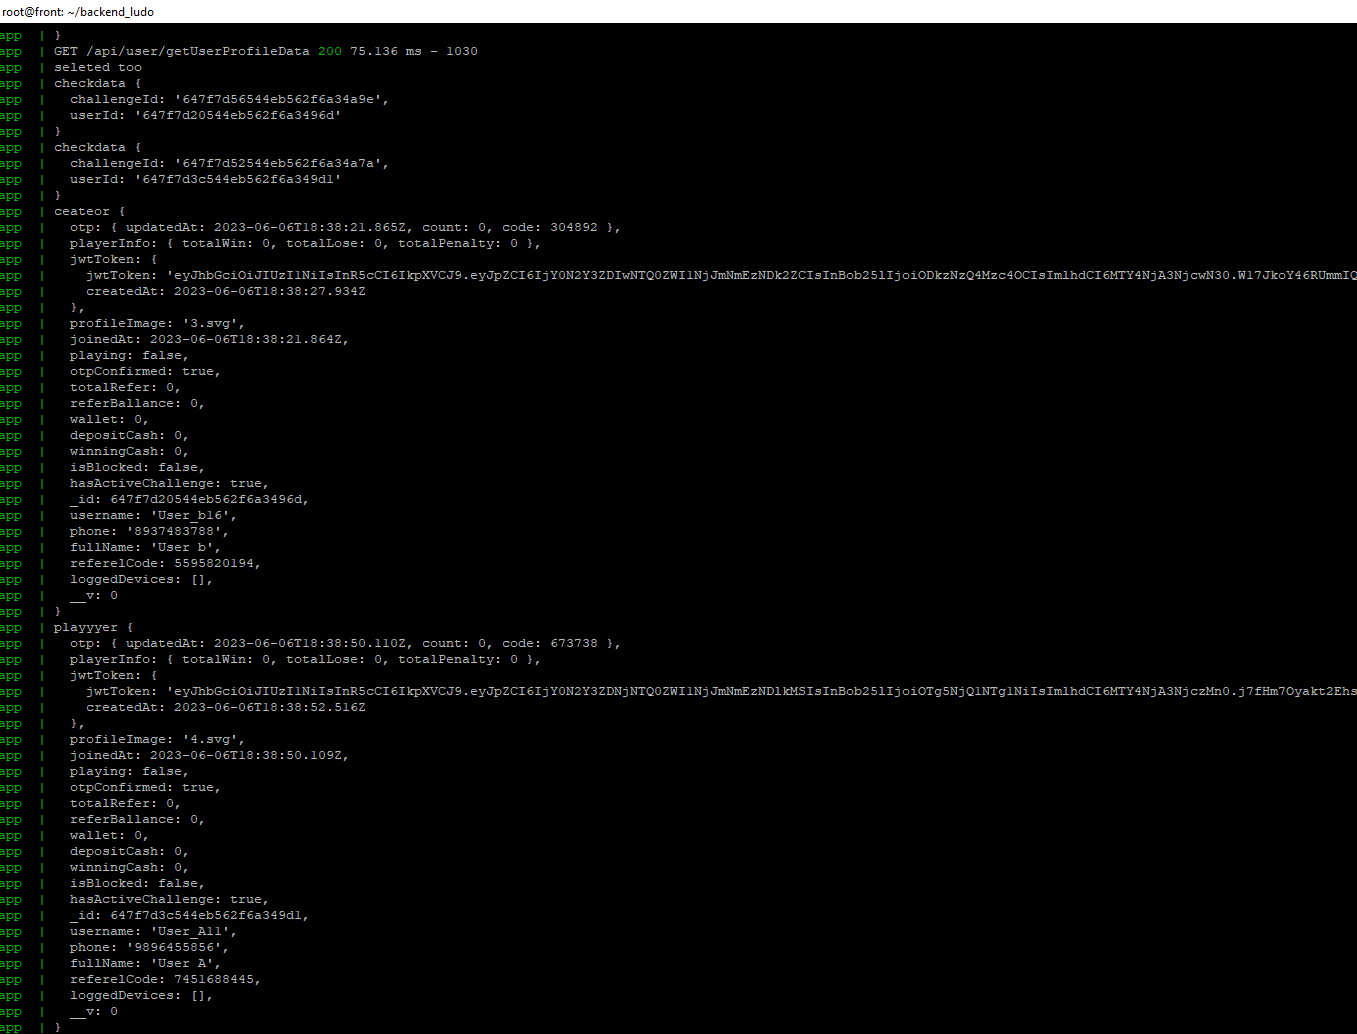 root@front: ~/backend_ludo
app | }
app | GET /api/user/getUserProfileData 200 75.136 ms - 1030
app | seleted too
app | checkdata {
app | challengeId: '647f7d56544eb562f6a34a9e',
app | userId: '647f7d20544eb562f6a3496d'
app | }
app | checkdata {
app | challengeId: '647f7d52544eb562f6a34a7a',
app | userId: '647f7d3c544eb562f6a349d1'
app | }
app | ceateor {
app | otp: { updatedAt: 2023-06-06T18:38:21.865Z, count: 0, code: 304892 },
app | playerInfo: { totalWin: 0, totalLose: 0, totalPenalty: 0 },
app | jwtToken: {
app | jwtToken: 'eyJhbGciOiJIUzI1NiIsInR5cCI6IkpXVCJ9.eyJpZCI6IjY0N2Y3ZDIwNTQ0ZWI1NjJmNmEzNDk2ZCIsInBob25lIjoiODkzNzQ4Mzc4OCIsImlhdCI6MTY4NjA3NjcwN30.W17JkoY46RUmmIQ
app | createdAt: 2023-06-06T18:38:27.934Z
app | },
app | profileImage: '3.svg',
app | joinedAt: 2023-06-06T18:38:21.864Z,
app | playing: false,
app | otpConfirmed: true,
app | totalRefer: 0,
app | referBallance: 0,
app | wallet: 0,
app | depositCash: 0,
app | winningCash: 0,
app | isBlocked: false,
app | hasActiveChallenge: true,
app | _id: 647f7d20544eb562f6a3496d,
app | username: 'User_b16',
app | phone: '8937483788',
app | fullName: 'User b',
app | referelCode: 5595820194,
app | loggedDevices: [],
app | __v: 0
app | }
app | playyyer {
app | otp: { updatedAt: 2023-06-06T18:38:50.110Z, count: 0, code: 673738 },
app | playerInfo: { totalWin: 0, totalLose: 0, totalPenalty: 0 },
app | jwtToken: {
app | jwtToken: 'eyJhbGciOiJIUzI1NiIsInR5cCI6IkpXVCJ9.eyJpZCI6IjY0N2Y3ZDNjNTQ0ZWI1NjJmNmEzNDlkMSIsInBob25lIjoiOTg5NjQ1NTg1NiIsImlhdCI6MTY4NjA3NjczMn0.j7fHm7Oyakt2Ehs
app | createdAt: 2023-06-06T18:38:52.516Z
app | },
app | profileImage: '4.svg',
app | joinedAt: 2023-06-06T18:38:50.109Z,
app | playing: false,
app | otpConfirmed: true,
app | totalRefer: 0,
app | referBallance: 0,
app | wallet: 0,
app | depositCash: 0,
app | winningCash: 0,
app | isBlocked: false,
app | hasActiveChallenge: true,
app | _id: 647f7d3c544eb562f6a349d1,
app | username: 'User_A11',
app | phone: '9896455856',
app | fullName: 'User A',
app | referelCode: 7451688445,
app | loggedDevices: [],
app | __v: 0
app | }